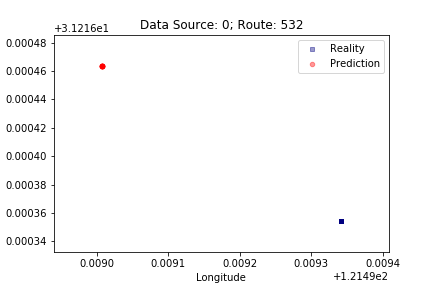 Data Source: 0; Route: 532
+3.1216e1
0.00048
0.00046
0.00044
0.00042
0.00040
0.00038
0.00036
0.00034
Reality
Prediction
0.0090 0.0091 0.0092 0.0093 0.0094
Longitude
+1.2149e2